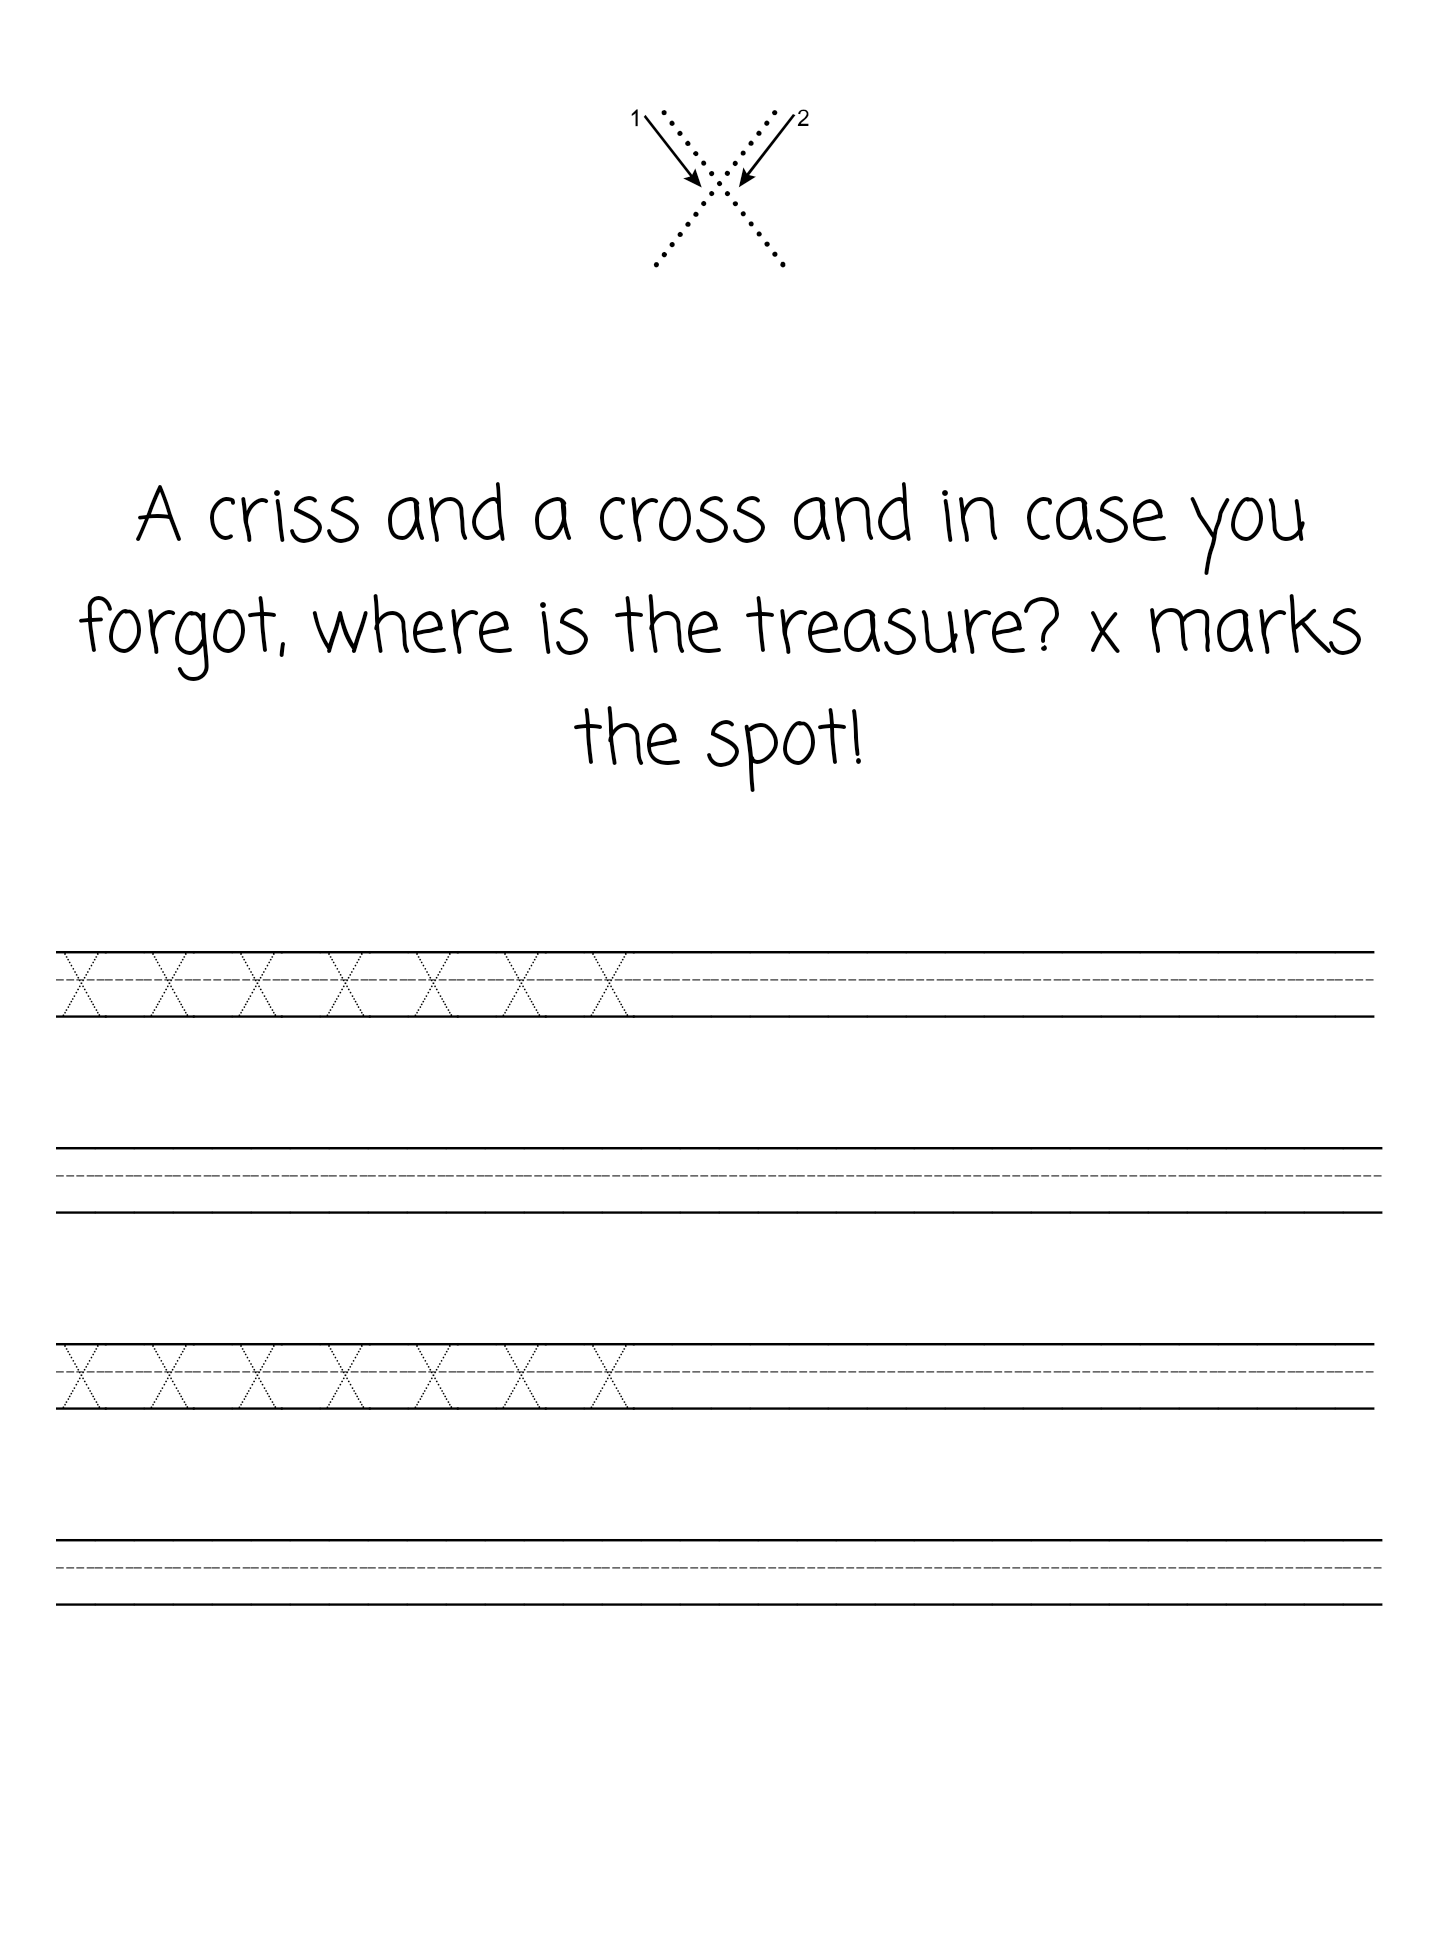 1 X 2
A criss and a cross and in case you
forgot, where is the treasure? x marks
the spot!
X X X X X X X
X X X X X X X